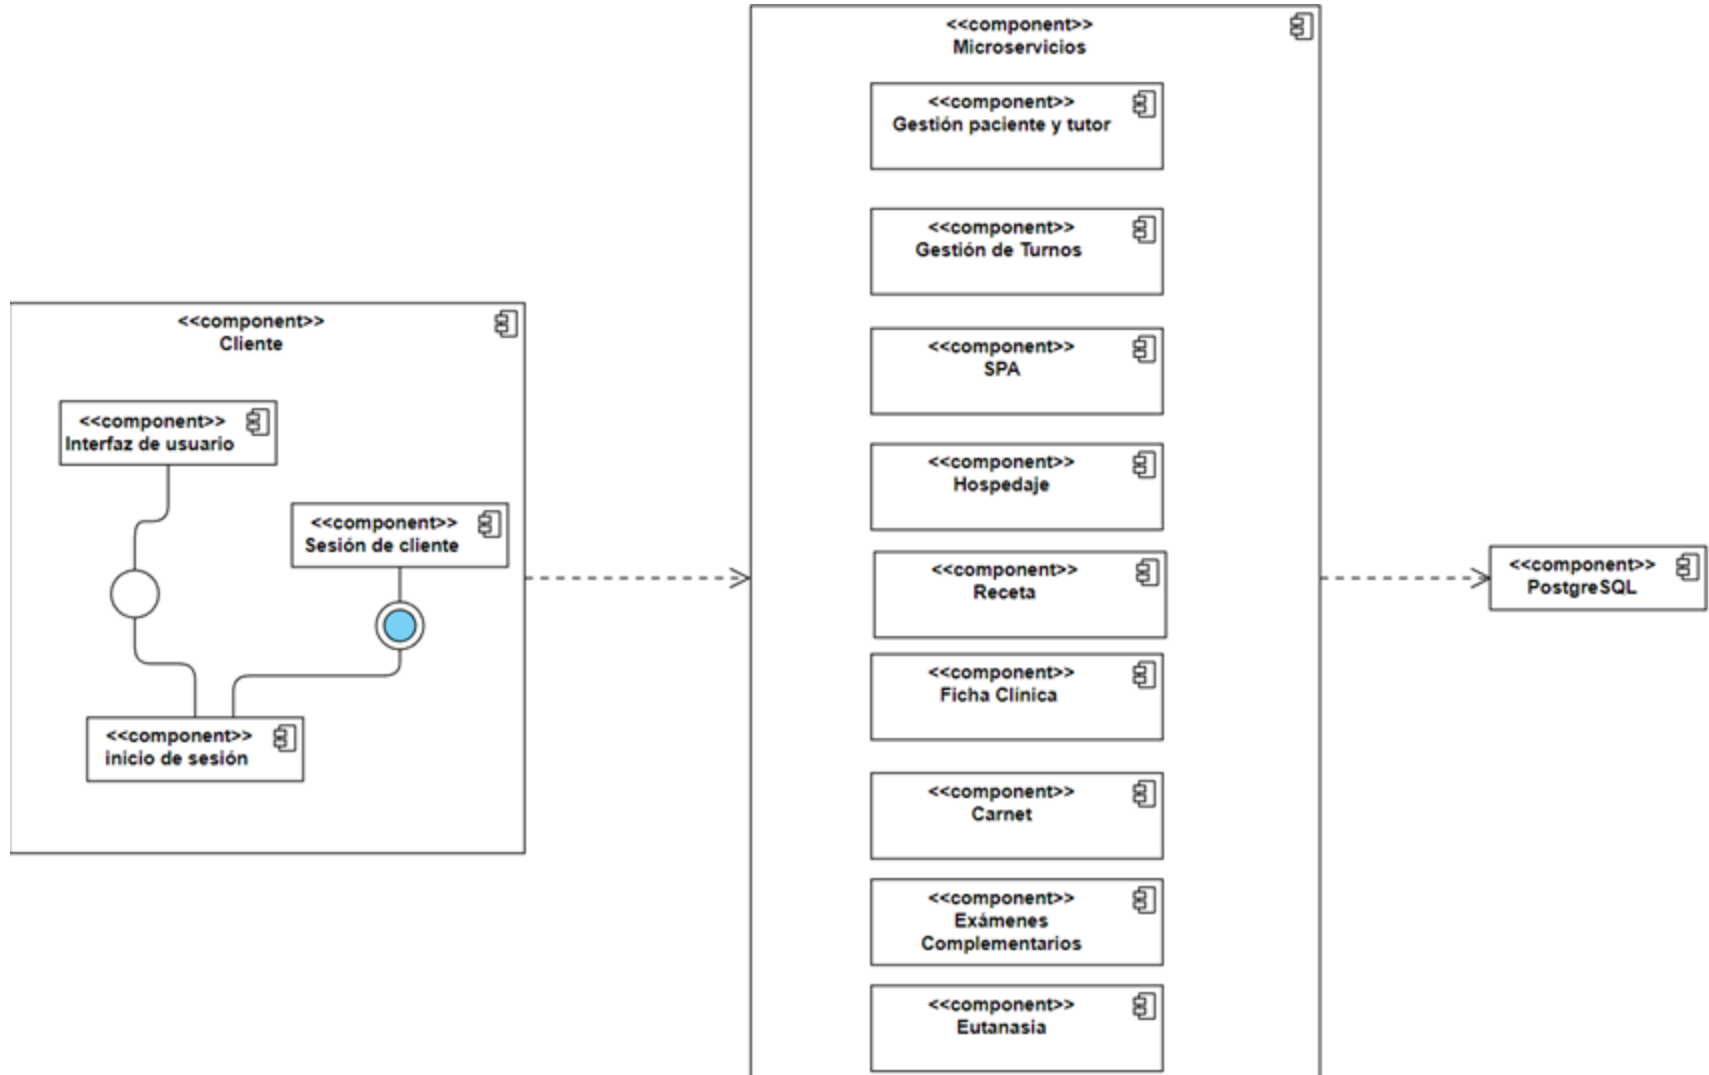 <<component>>
Cliente
<<component>>
Interfaz de usuario
<<component>>
Sesión de cliente
<<component>>
inicio de sesión
<<component>>
Microservicios
<<component>>
Gestión paciente y tutor
<<component>>
Gestión de Turnos
<<component>>
SPA
<<component>>
Hospedaje
<<component>>
Receta
<<component>>
Ficha Clínica
<<component>>
Carnet
<<component>>
Exámenes
Complementarios
<<component>>
Eutanasia
<<component>>
PostgreSQL